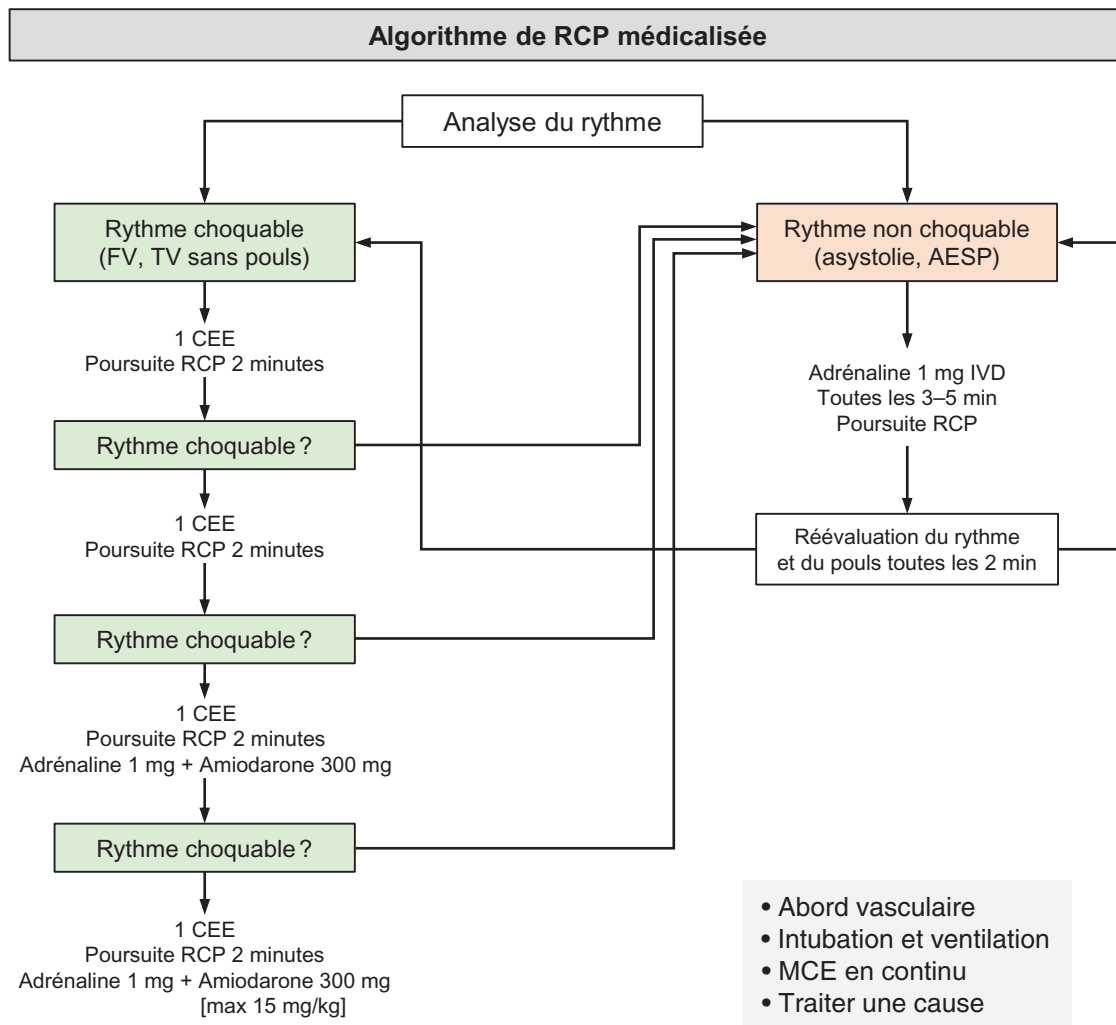 Algorithme de RCP médicalisée
Analyse du rythme
Rythme choquable
(FV, TV sans pouls)
1 CEE
Poursuite RCP 2 minutes
Rythme choquable ?
1 CEE
Poursuite RCP 2 minutes
Rythme choquable ?
1 CEE
Poursuite RCP 2 minutes
Adrénaline 1 mg + Amiodarone 300 mg
Rythme choquable ?
1 CEE
Poursuite RCP 2 minutes
Adrénaline 1 mg + Amiodarone 300 mg
[max 15 mg/kg]
Rythme non choquable
(asystolie, AESP)
Adrénaline 1 mg IVD
Toutes les 3–5 min
Poursuite RCP
Réévaluation du rythme
et du pouls toutes les 2 min
• Abord vasculaire
• Intubation et ventilation
• MCE en continu
• Traiter une cause